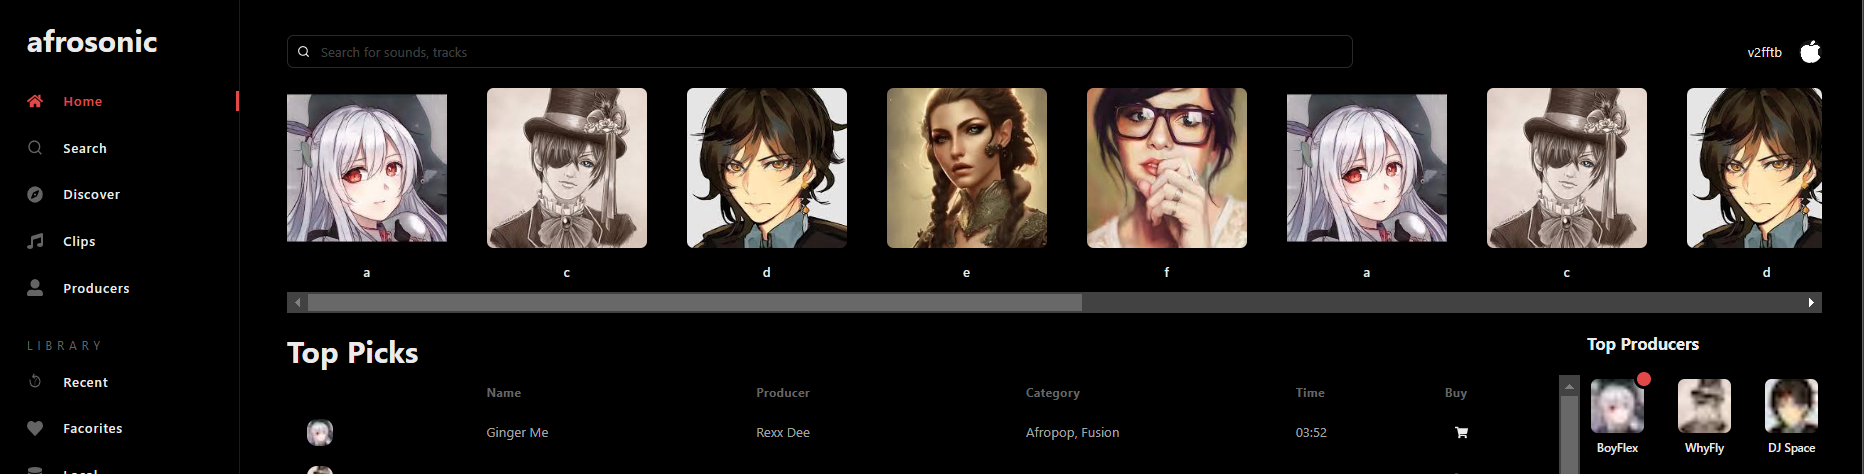 afrosonic
Search for sounds, tracks
v2fftb
Home
Search
Discover
Clips
Producers
LIBRARY
Recent
Facorites
Local
a c d e f a c d
Top Picks
Name Producer Category Time Buy
Ginger Me Rexx Dee Afropop, Fusion 03:52
Top Producers
BoyFlex WhyFly DJ Space